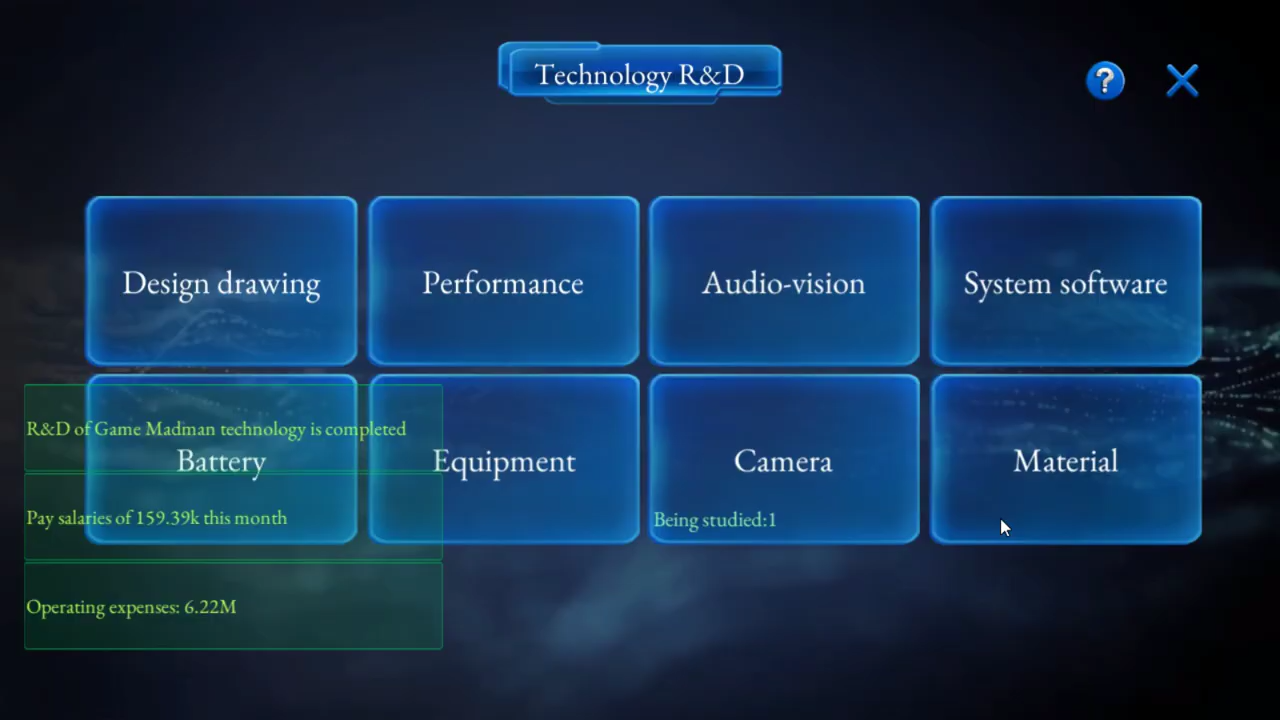 Technology R&D
?
Design drawing
Performance
Audio-vision
System software
R&D of Game Madman technology is completed
Battery
Equipment
Camera
Material
Pay salaries of 159.39k this month
Being studied:1
Operating expenses: 6.22M